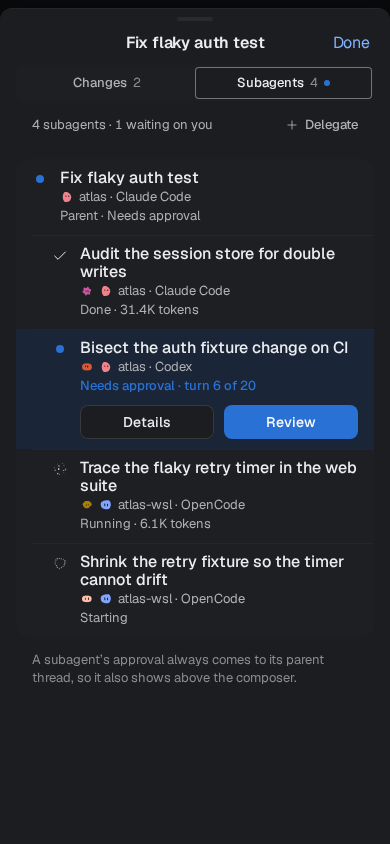 Fix flaky auth test
Done
Changes 2
Subagents 4
4 subagents · 1 waiting on you
+ Delegate
Fix flaky auth test
atlas · Claude Code
Parent · Needs approval
Audit the session store for double
writes
atlas · Claude Code
Done · 31.4K tokens
Bisect the auth fixture change on CI
atlas · Codex
Needs approval · turn 6 of 20
Details
Review
Trace the flaky retry timer in the web
suite
atlas-wsl · OpenCode
Running · 6.1K tokens
Shrink the retry fixture so the timer
cannot drift
atlas-wsl · OpenCode
Starting
A subagent's approval always comes to its parent
thread, so it also shows above the composer.